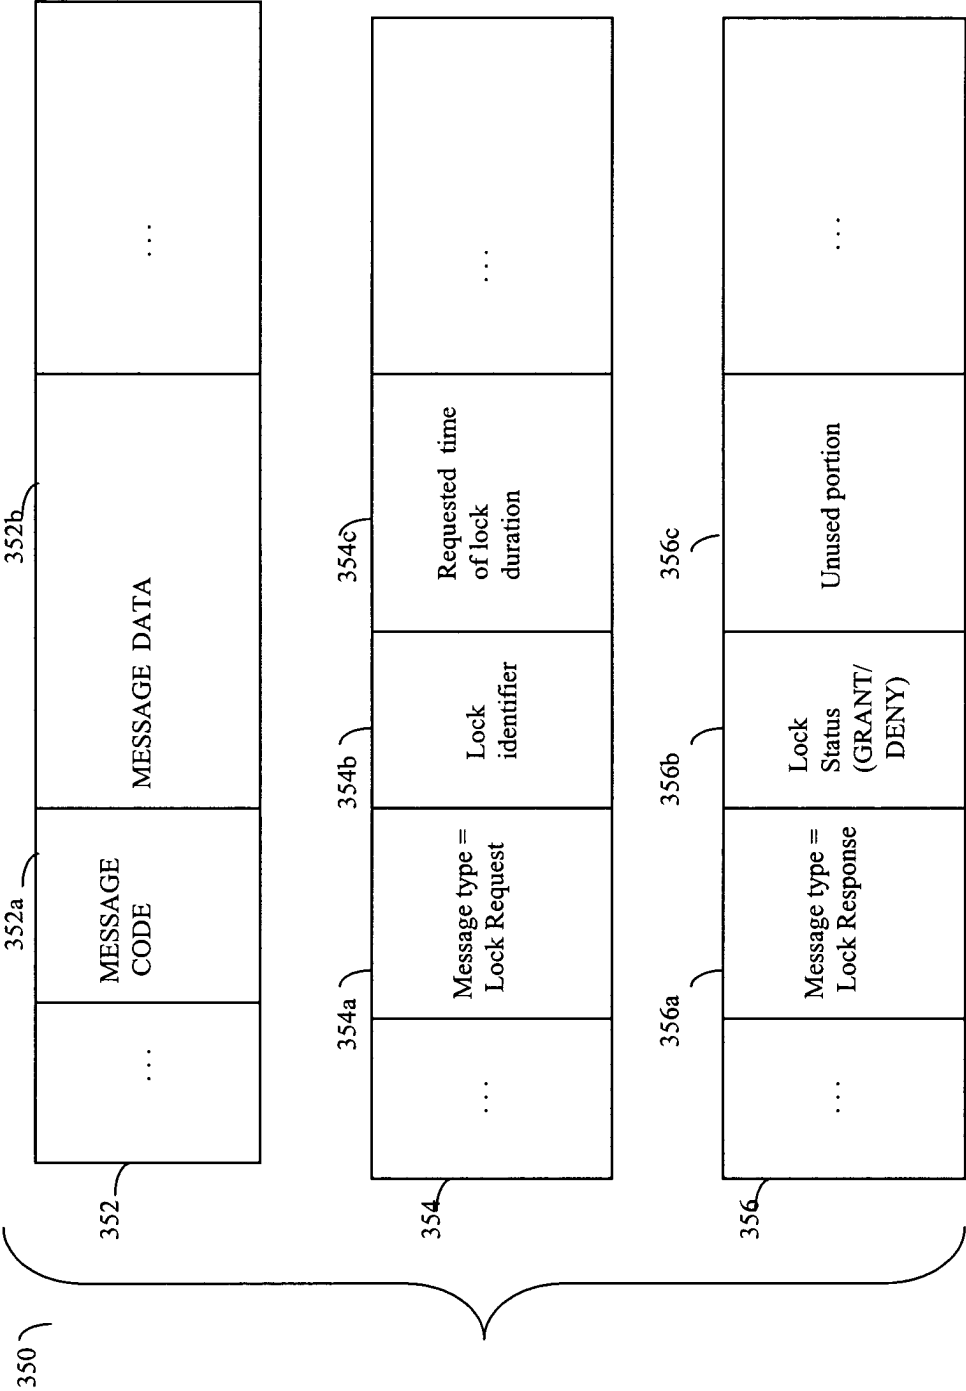 350
352
352a
352b
. . .
MESSAGE
CODE
MESSAGE DATA
. . .
354
354a
354b
354c
. . .
Message type =
Lock Request
Lock
identifier
Requested time
of lock
duration
. . .
356
356a
356b
356c
. . .
Message type =
Lock Response
Lock
Status
(GRANT/
DENY)
Unused portion
. . .